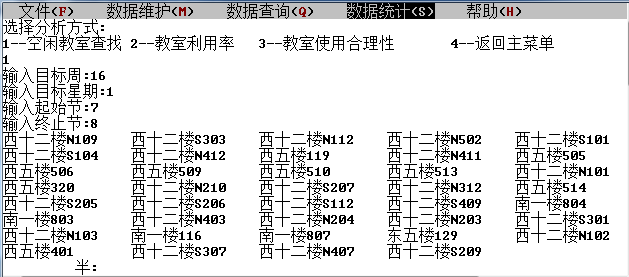 文件(F) 数据维护(M) 数据查询(Q) 数据统计(S) 帮助(H)
选择分析方式:
1--空闲教室查找 2--教室利用率 3--教室使用合理性 4--返回主菜单
1
输入目标周:16
输入目标星期:1
输入起始节:7
输入终止节:8
西十二楼N109 西十二楼S303 西十二楼N112 西十二楼N502 西十二楼S101
西十二楼S104 西十二楼N412 西五楼119 西十二楼N411 西五楼505
西五楼506 西五楼509 西五楼510 西五楼513 西十二楼N101
西五楼320 西十二楼N210 西十二楼S207 西十二楼N312 西五楼514
西十二楼S205 西十二楼S206 西十二楼S112 西十二楼S409 南一楼804
南一楼803 西十二楼N403 西十二楼N204 西十二楼N203 西十二楼S301
西十二楼N103 南一楼116 南一楼807 东五楼129 西十二楼N102
西五楼401 西十二楼S307 西十二楼N407 西十二楼S209
半: